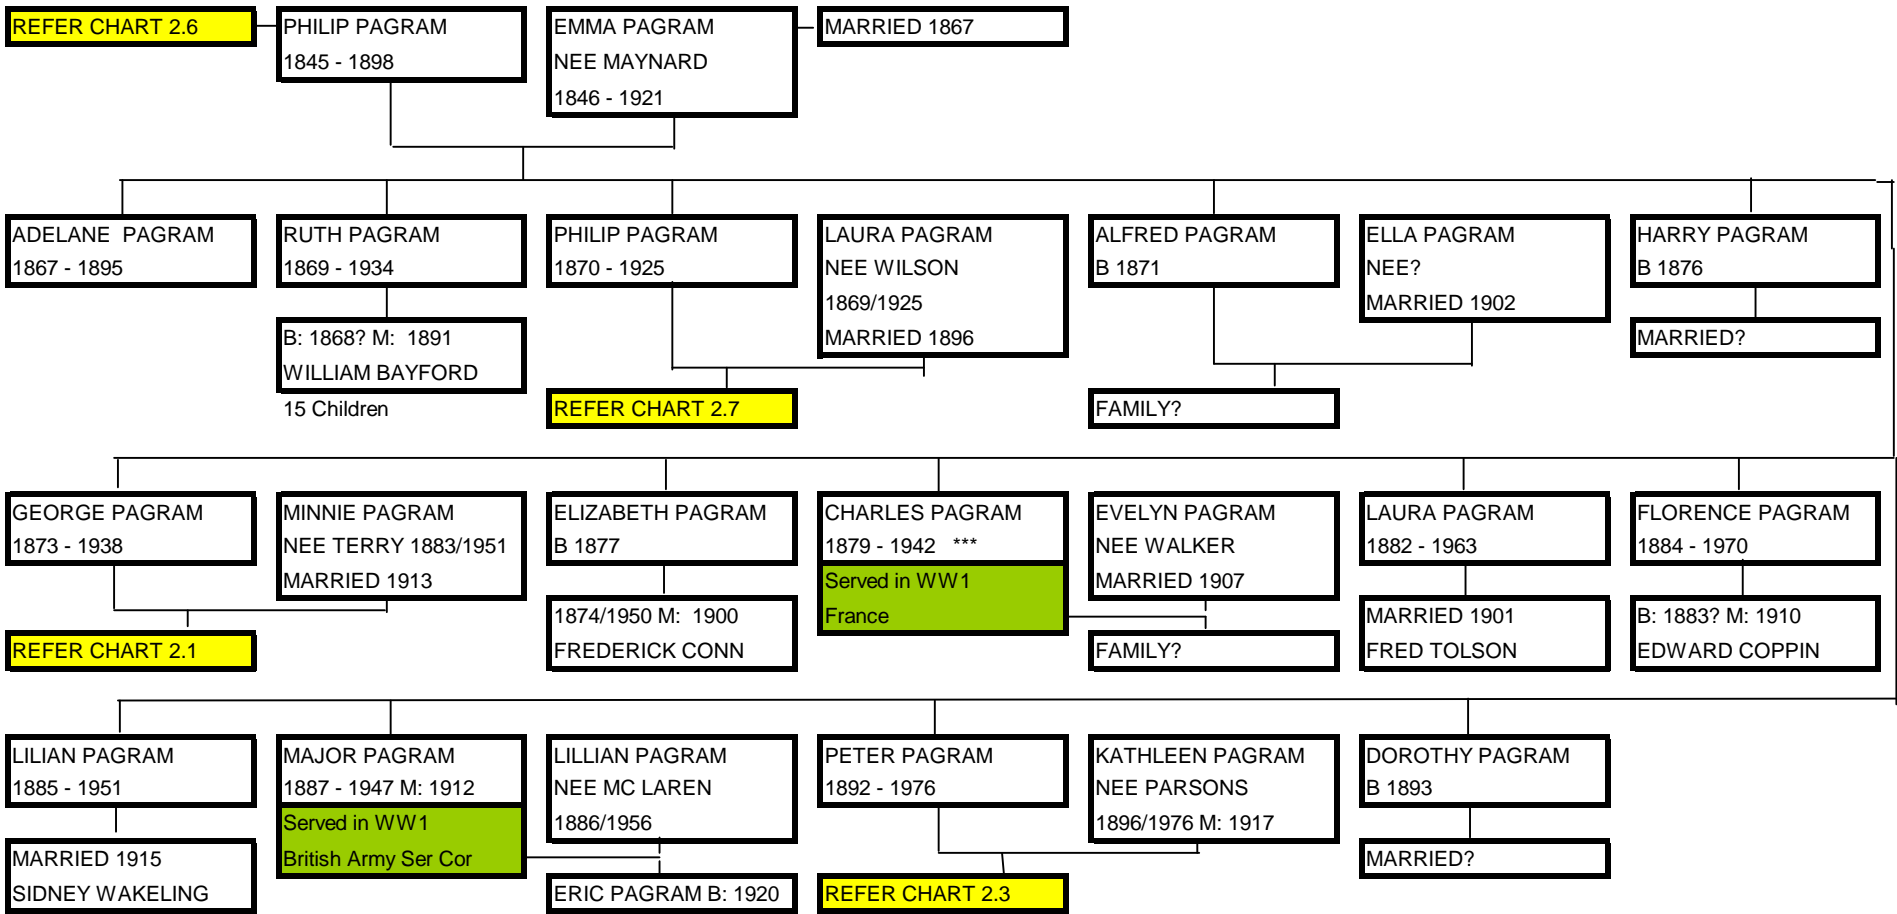 REFER CHART 2.6
PHILIP PAGRAM
1845 - 1898
EMMA PAGRAM
NEE MAYNARD
1846 - 1921
MARRIED 1867
ADELANE PAGRAM
1867 - 1895
RUTH PAGRAM
1869 - 1934
B: 1868? M: 1891
WILLIAM BAYFORD
15 Children
PHILIP PAGRAM
1870 - 1925
LAURA PAGRAM
NEE WILSON
1869/1925
MARRIED 1896
REFER CHART 2.7
ALFRED PAGRAM
B 1871
ELLA PAGRAM
NEE?
MARRIED 1902
FAMILY?
HARRY PAGRAM
B 1876
MARRIED?
GEORGE PAGRAM
1873 - 1938
MINNIE PAGRAM
NEE TERRY 1883/1951
MARRIED 1913
REFER CHART 2.1
ELIZABETH PAGRAM
B 1877
1874/1950 M: 1900
FREDERICK CONN
CHARLES PAGRAM
1879 - 1942 ***
Served in WW1
France
EVELYN PAGRAM
NEE WALKER
MARRIED 1907
FAMILY?
LAURA PAGRAM
1882 - 1963
MARRIED 1901
FRED TOLSON
FLORENCE PAGRAM
1884 - 1970
B: 1883? M: 1910
EDWARD COPPIN
LILIAN PAGRAM
1885 - 1951
MARRIED 1915
SIDNEY WAKELING
MAJOR PAGRAM
1887 - 1947 M: 1912
Served in WW1
British Army Ser Cor
LILLIAN PAGRAM
NEE MC LAREN
1886/1956
ERIC PAGRAM B: 1920
PETER PAGRAM
1892 - 1976
KATHLEEN PAGRAM
NEE PARSONS
1896/1976 M: 1917
REFER CHART 2.3
DOROTHY PAGRAM
B 1893
MARRIED?